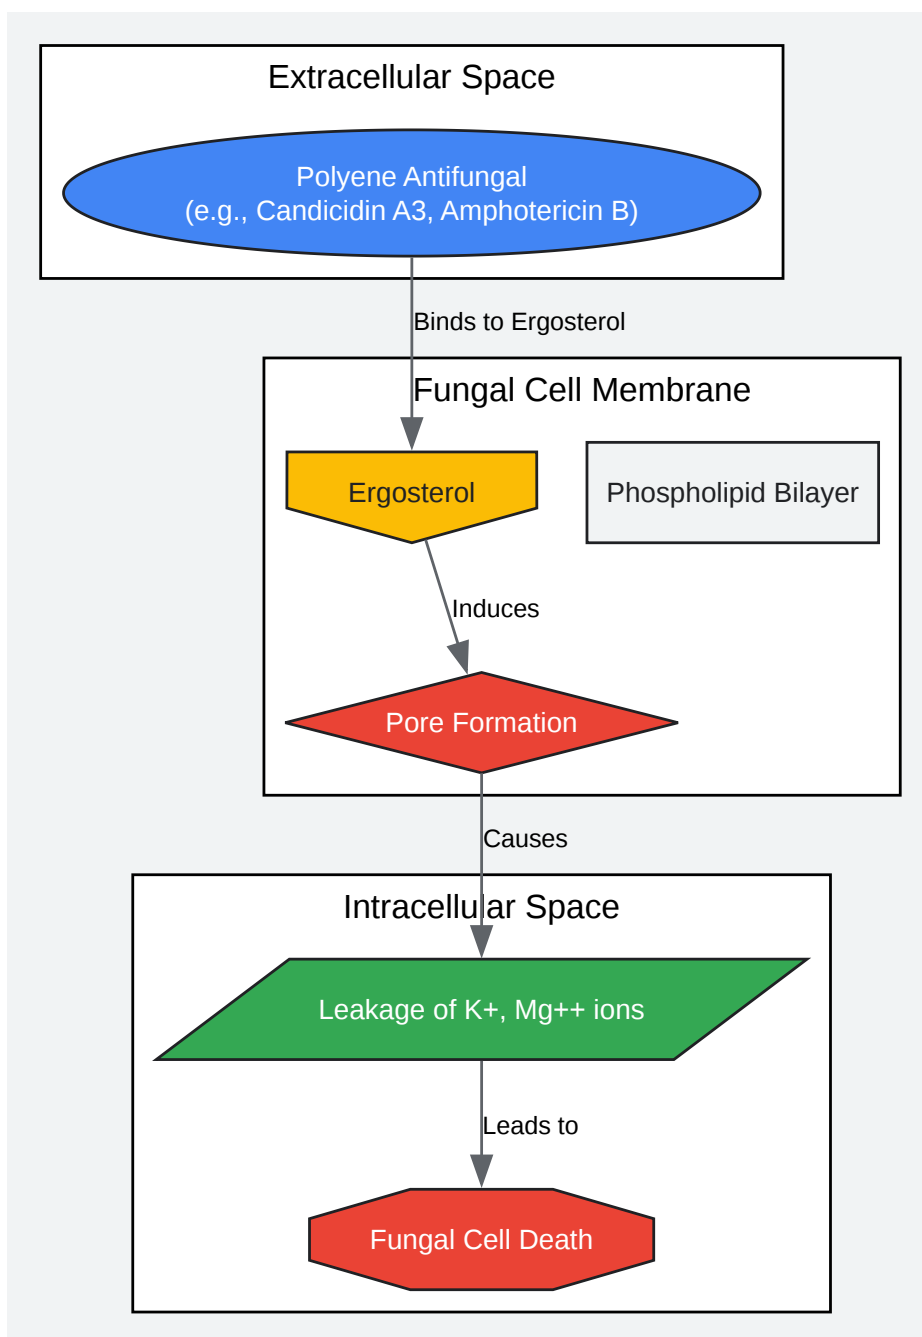 Extracellular Space
Polyene Antifungal
(e.g., Candicidin A3, Amphotericin B)
Binds to Ergosterol
Fungal Cell Membrane
Ergosterol
Phospholipid Bilayer
Induces
Pore Formation
Causes
Intracellular Space
Leakage of K+, Mg++ ions
Leads to
Fungal Cell Death